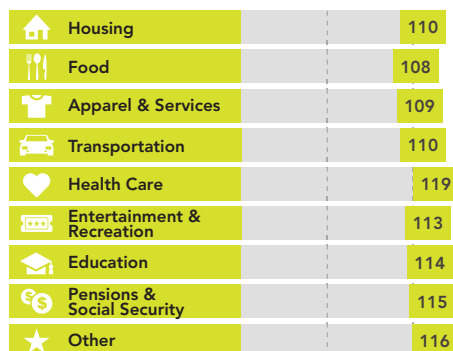 Housing 110
Food 108
Apparel & Services 109
Transportation 110
Health Care 119
Entertainment &
Recreation 113
Education 114
$ $ Pensions &
Social Security 115
Other 116